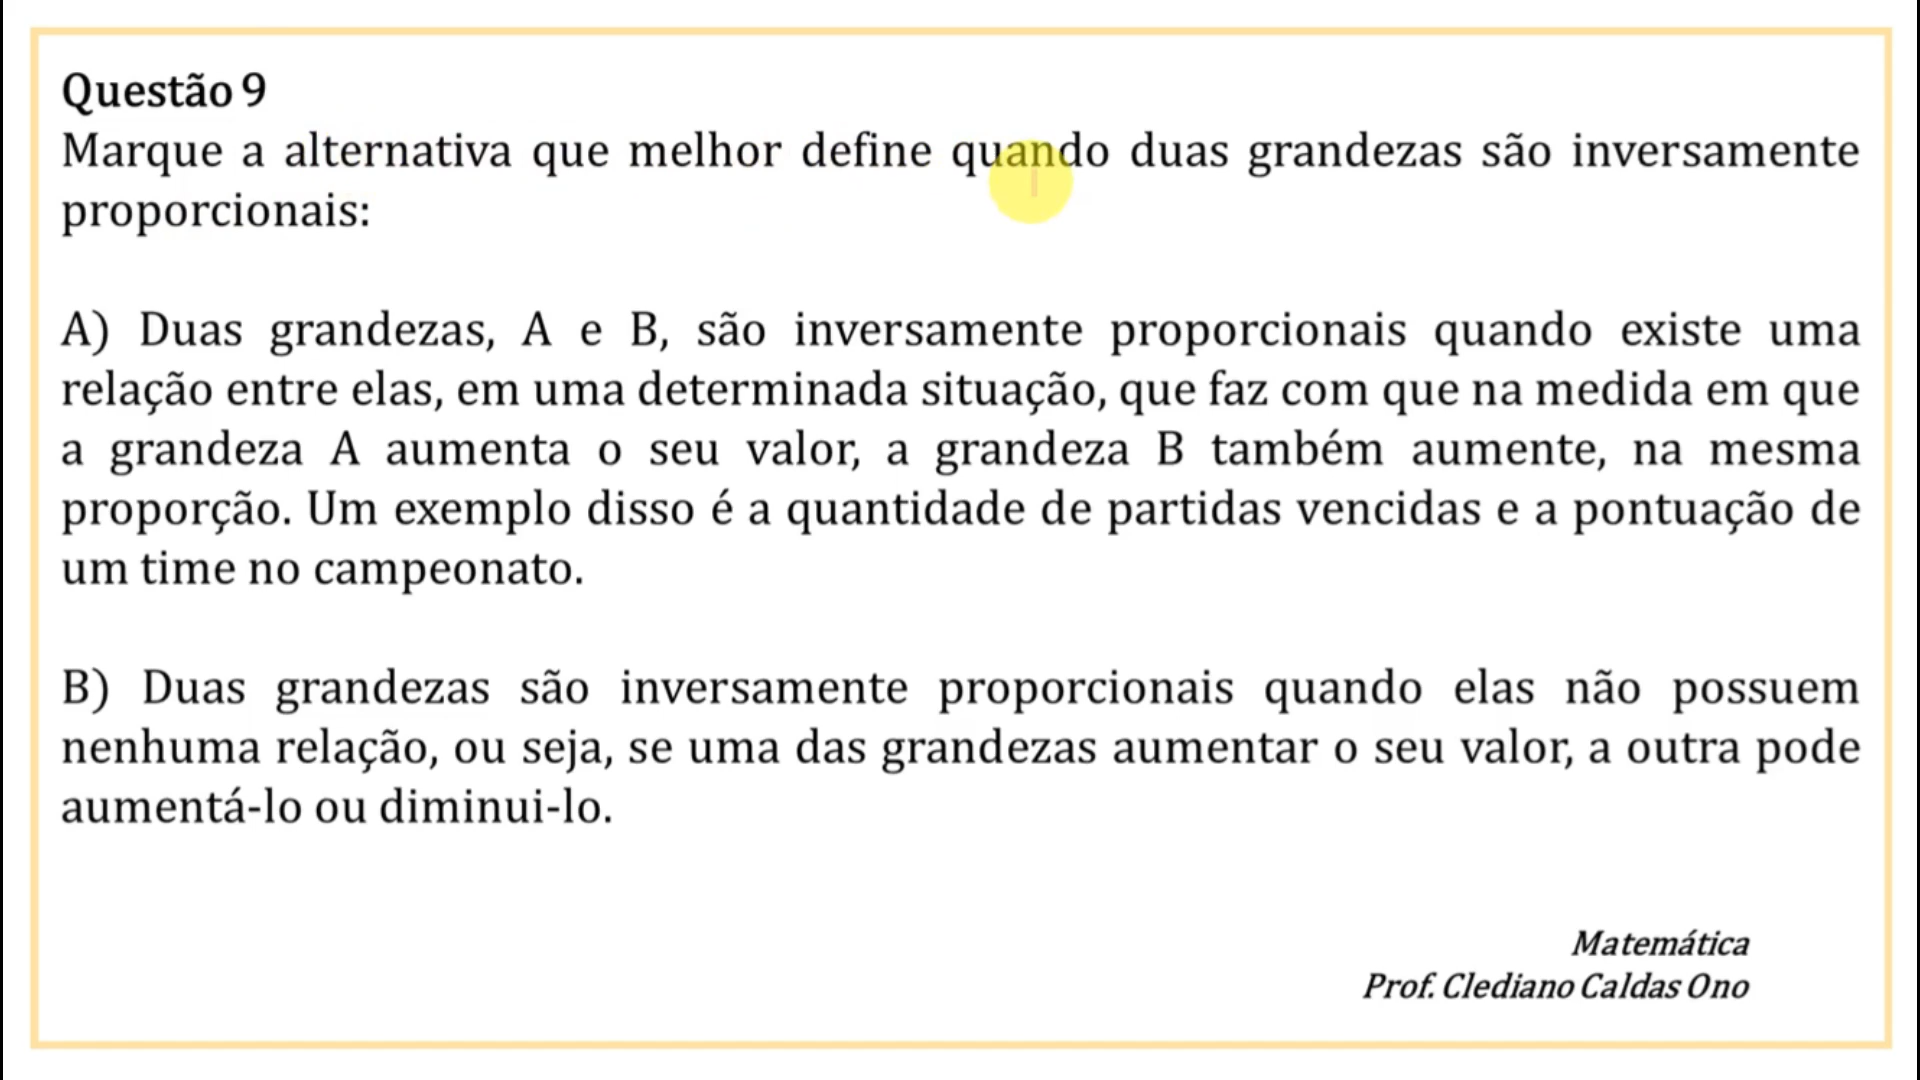 Questão 9
Marque a alternativa que melhor define quando duas grandezas são inversamente
proporcionais:
A) Duas grandezas, A e B, são inversamente proporcionais quando existe uma
relação entre elas, em uma determinada situação, que faz com que na medida em que
a grandeza A aumenta o seu valor, a grandeza B também aumente, na mesma
proporção. Um exemplo disso é a quantidade de partidas vencidas e a pontuação de
um time no campeonato.
B) Duas grandezas são inversamente proporcionais quando elas não possuem
nenhuma relação, ou seja, se uma das grandezas aumentar o seu valor, a outra pode
aumentá-lo ou diminui-lo.
Matemática
Prof. Clediano Caldas Ono